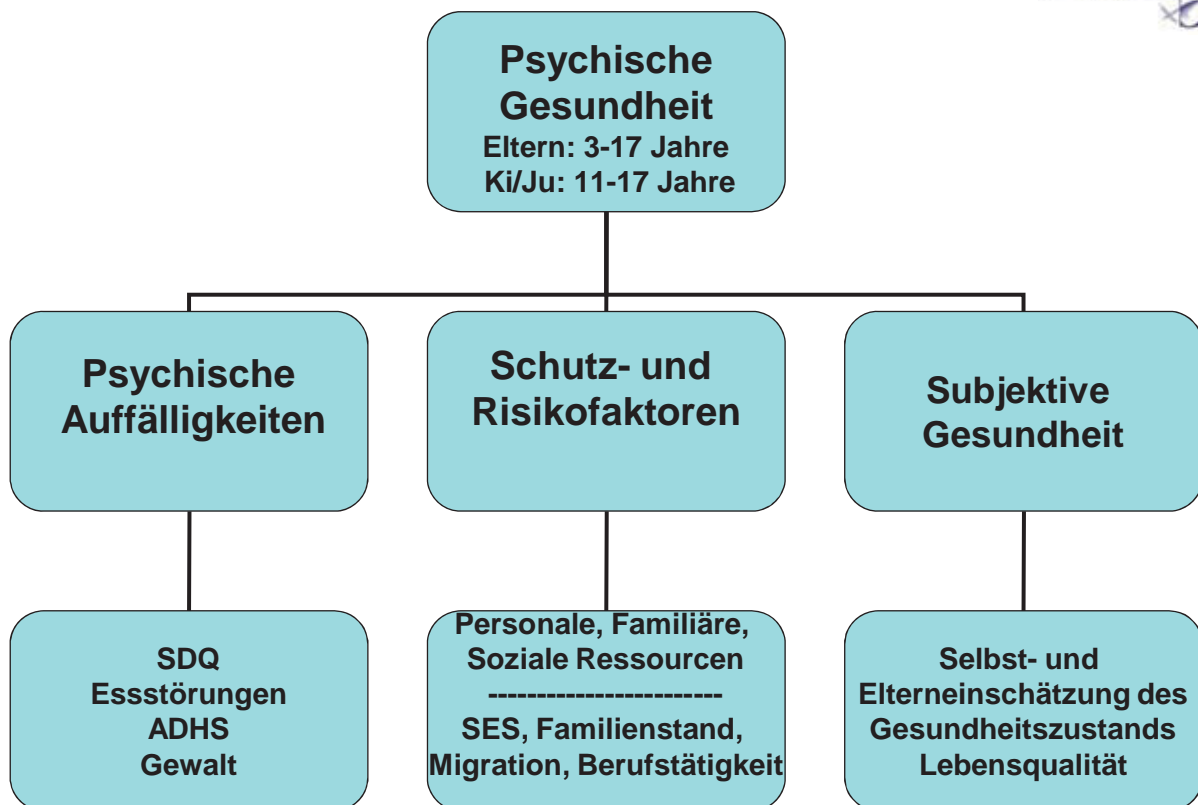 Psychische
Gesundheit
Eltern: 3-17 Jahre
Ki/Ju: 11-17 Jahre
Psychische
Auffälligkeiten
Schutz- und
Risikofaktoren
Subjektive
Gesundheit
SDQ
Essstörungen
ADHS
Gewalt
Personale, Familiäre,
Soziale Ressourcen
------------------------
SES, Familienstand,
Migration, Berufstätigkeit
Selbst- und
Elterneinschätzung des
Gesundheitszustands
Lebensqualität